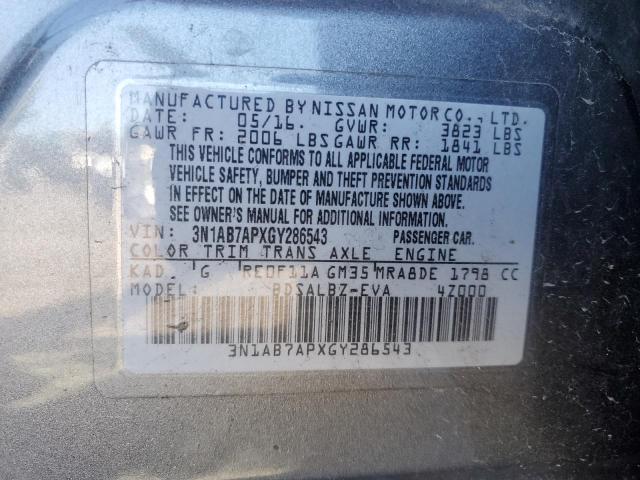 MANUFACTURED BY NISSAN MOTOR CO., LTD.
DATE: 05/16. GVWR: 3823 LBS
GAWR FR: 2006 LBS GAWR RR: 1841 LBS
THIS VEHICLE CONFORMS TO ALL APPLICABLE FEDERAL MOTOR
VEHICLE SAFETY, BUMPER AND THEFT PREVENTION STANDARDS
IN EFFECT ON THE DATE OF MANUFACTURE SHOWN ABOVE.
SEE OWNER'S MANUAL FOR ADDITIONAL INFORMATION.
VIN: 3N1AB7APXGY286543 PASSENGER CAR.
COLOR TRIM TRANS AXLE ENGINE
KAD 'G 'RE0F11A GM35'MRA8DE 1798 CC
MODEL: BDSALBZ-EVA 4Z000
3N1AB7APXGY286543